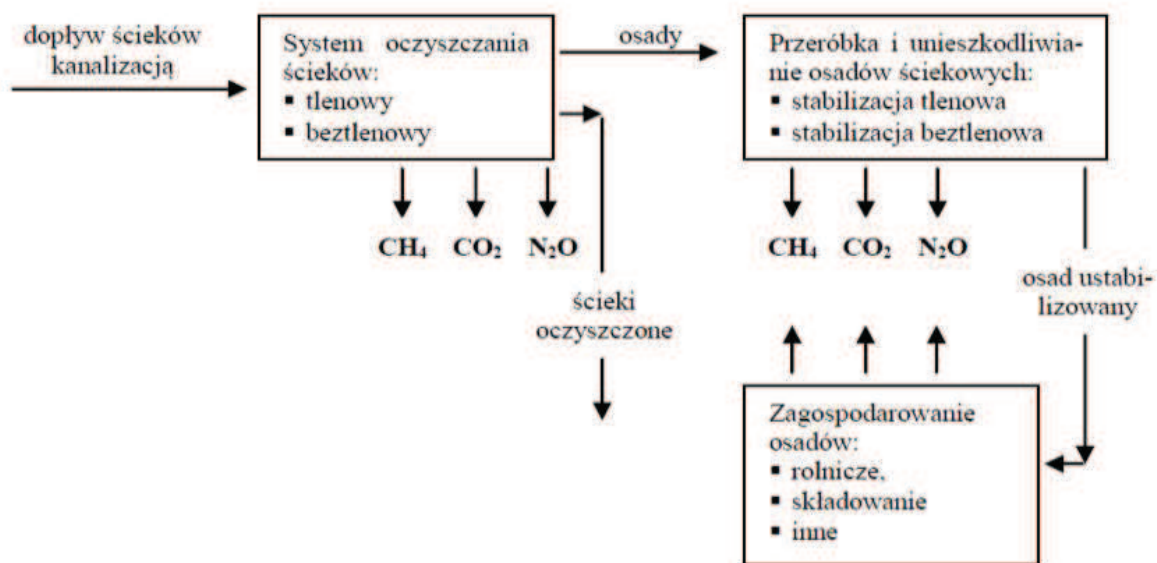 dopływ ścieków
kanalizacją
System oczyszczania
ścieków:
▪ tlenowy
▪ beztlenowy
osady
Przeróbka i unieszkodliwia-
nie osadów ściekowych:
▪ stabilizacja tlenowa
▪ stabilizacja beztlenowa
CH₄ CO₂ N₂O
ścieki
oczyszczone
CH₄ CO₂ N₂O
osad ustabi-
lizowany
Zagospodarowanie
osadów:
▪ rolnicze,
▪ składowanie
▪ inne